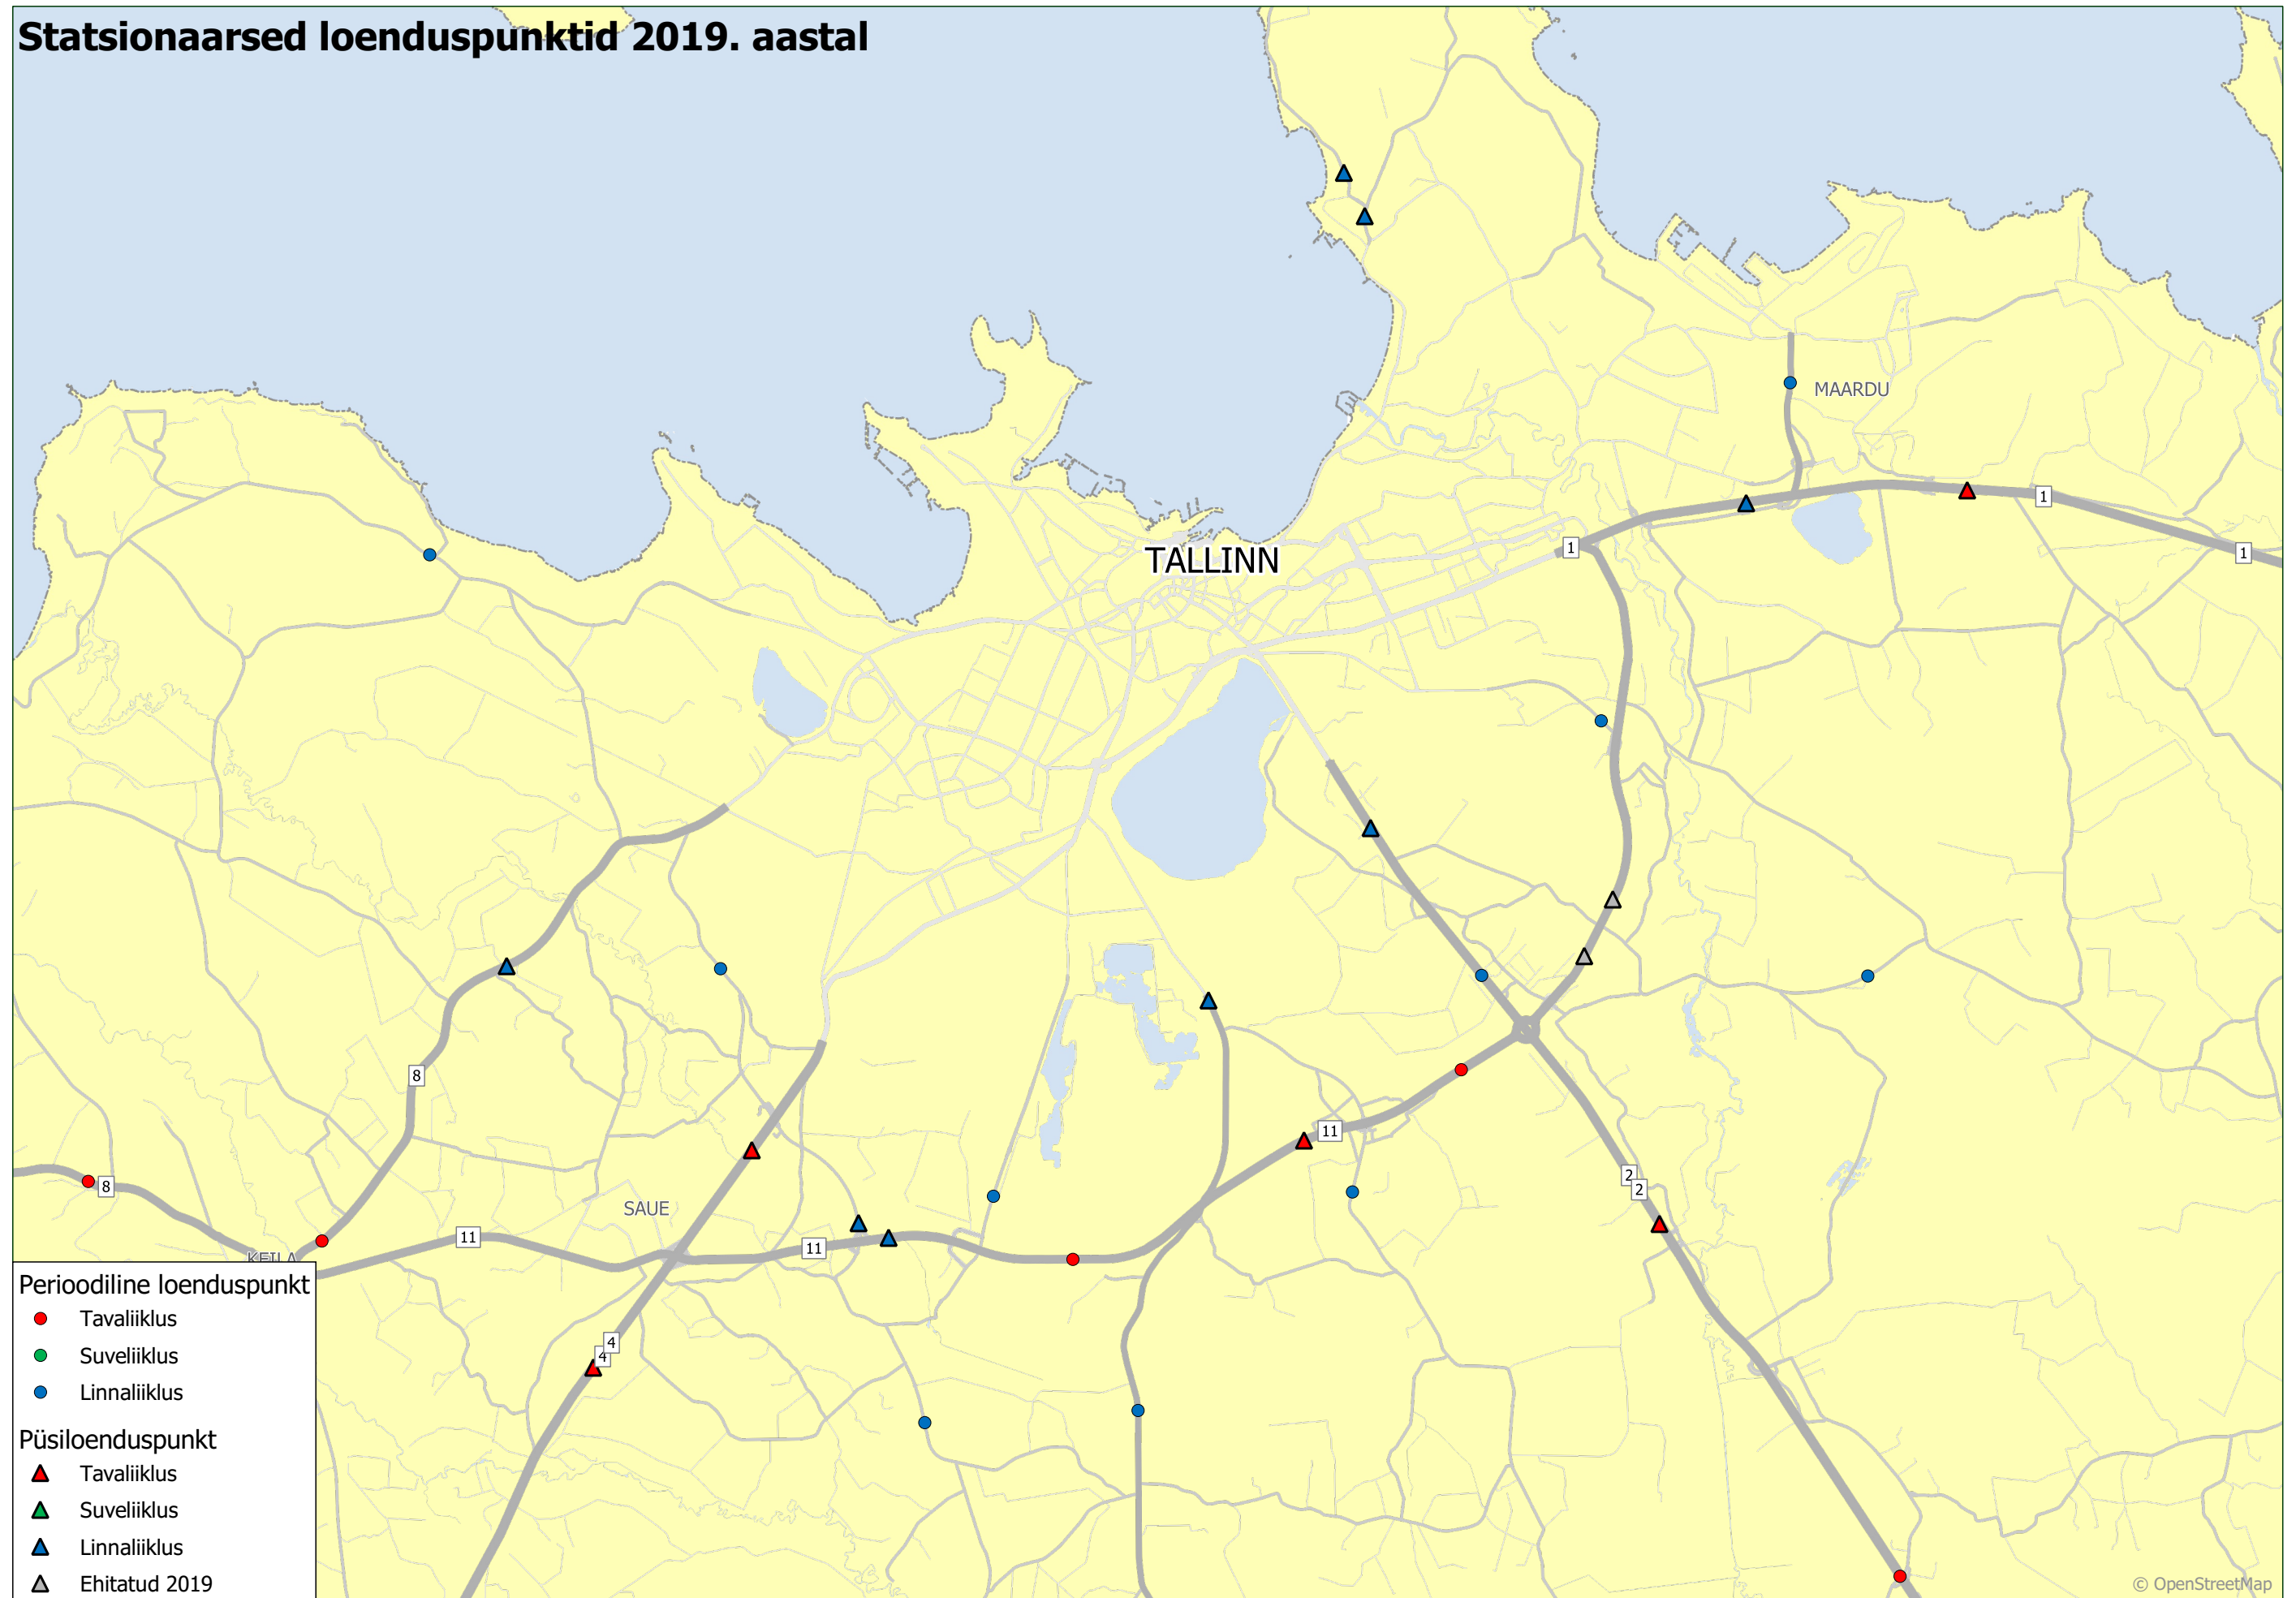 Statsionaarsed loenduspunktid 2019. aastal
MAARDU
1
1
1
TALLINN
8
8
11
2
2
SAUE
11
11
KEILA
4
4
Perioodiline loenduspunkt
Tavaliiklus
Suveliiklus
Linnaliiklus
Püsiloenduspunkt
Tavaliiklus
Suveliiklus
Linnaliiklus
Ehitatud 2019
© OpenStreetMap